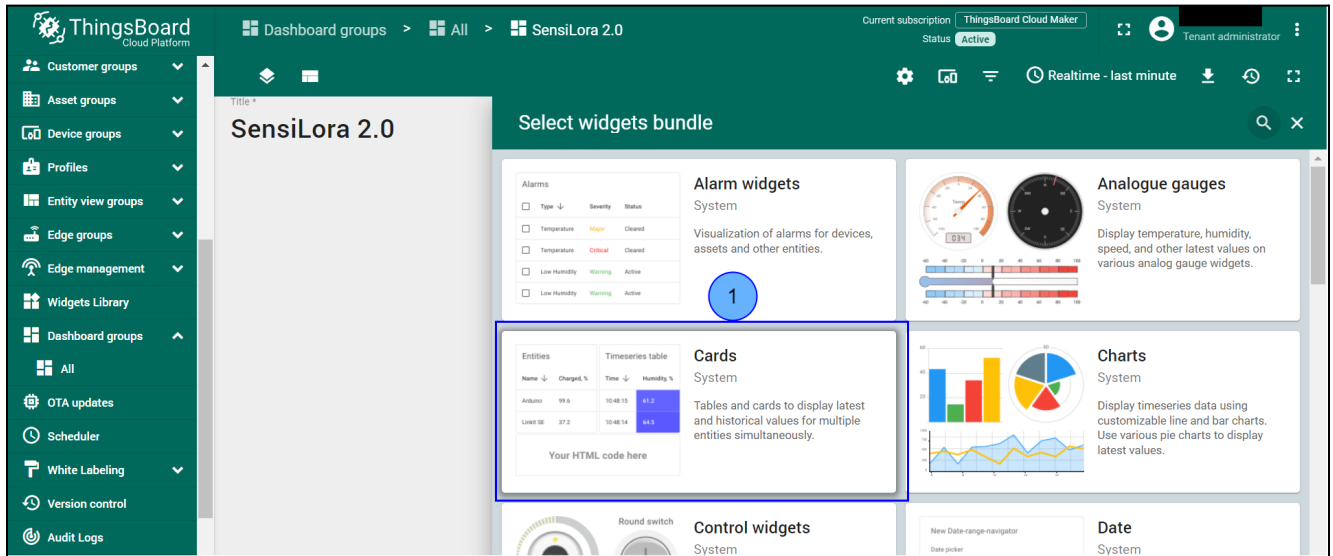 ThingsBoard
Cloud Platform
Dashboard groups > All > SensiLora 2.0
Current subscription ThingsBoard Cloud Maker
Status Active
Tenant administrator
Customer groups
Asset groups
Device groups
Profiles
Entity view groups
Edge groups
Edge management
Widgets Library
Dashboard groups
All
OTA updates
Scheduler
White Labeling
Version control
Audit Logs
Realtime - last minute
Title *
SensiLora 2.0
Select widgets bundle
Alarms
Type Severity Status
Temperature Major Cleared
Temperature Critical Cleared
Low Humidity Warning Active
Low Humidity Warning Active
Alarm widgets
System
Visualization of alarms for devices,
assets and other entities.
Temp
034
Analogue gauges
System
Display temperature, humidity,
speed, and other latest values on
various analog gauge widgets.
1
Entities
Name Charged, %
Arduino 99.6
LinkIt SE 37.2
Timeseries table
Time Humidity, %
10:48:15 61.2
10:48:14 64.5
Your HTML code here
Cards
System
Tables and cards to display latest
and historical values for multiple
entities simultaneously.
60
40
20
Charts
System
Display timeseries data using
customizable line and bar charts.
Use various pie charts to display
latest values.
Round switch
Control widgets
System
New Date-range-navigator
Date picker
Date
System